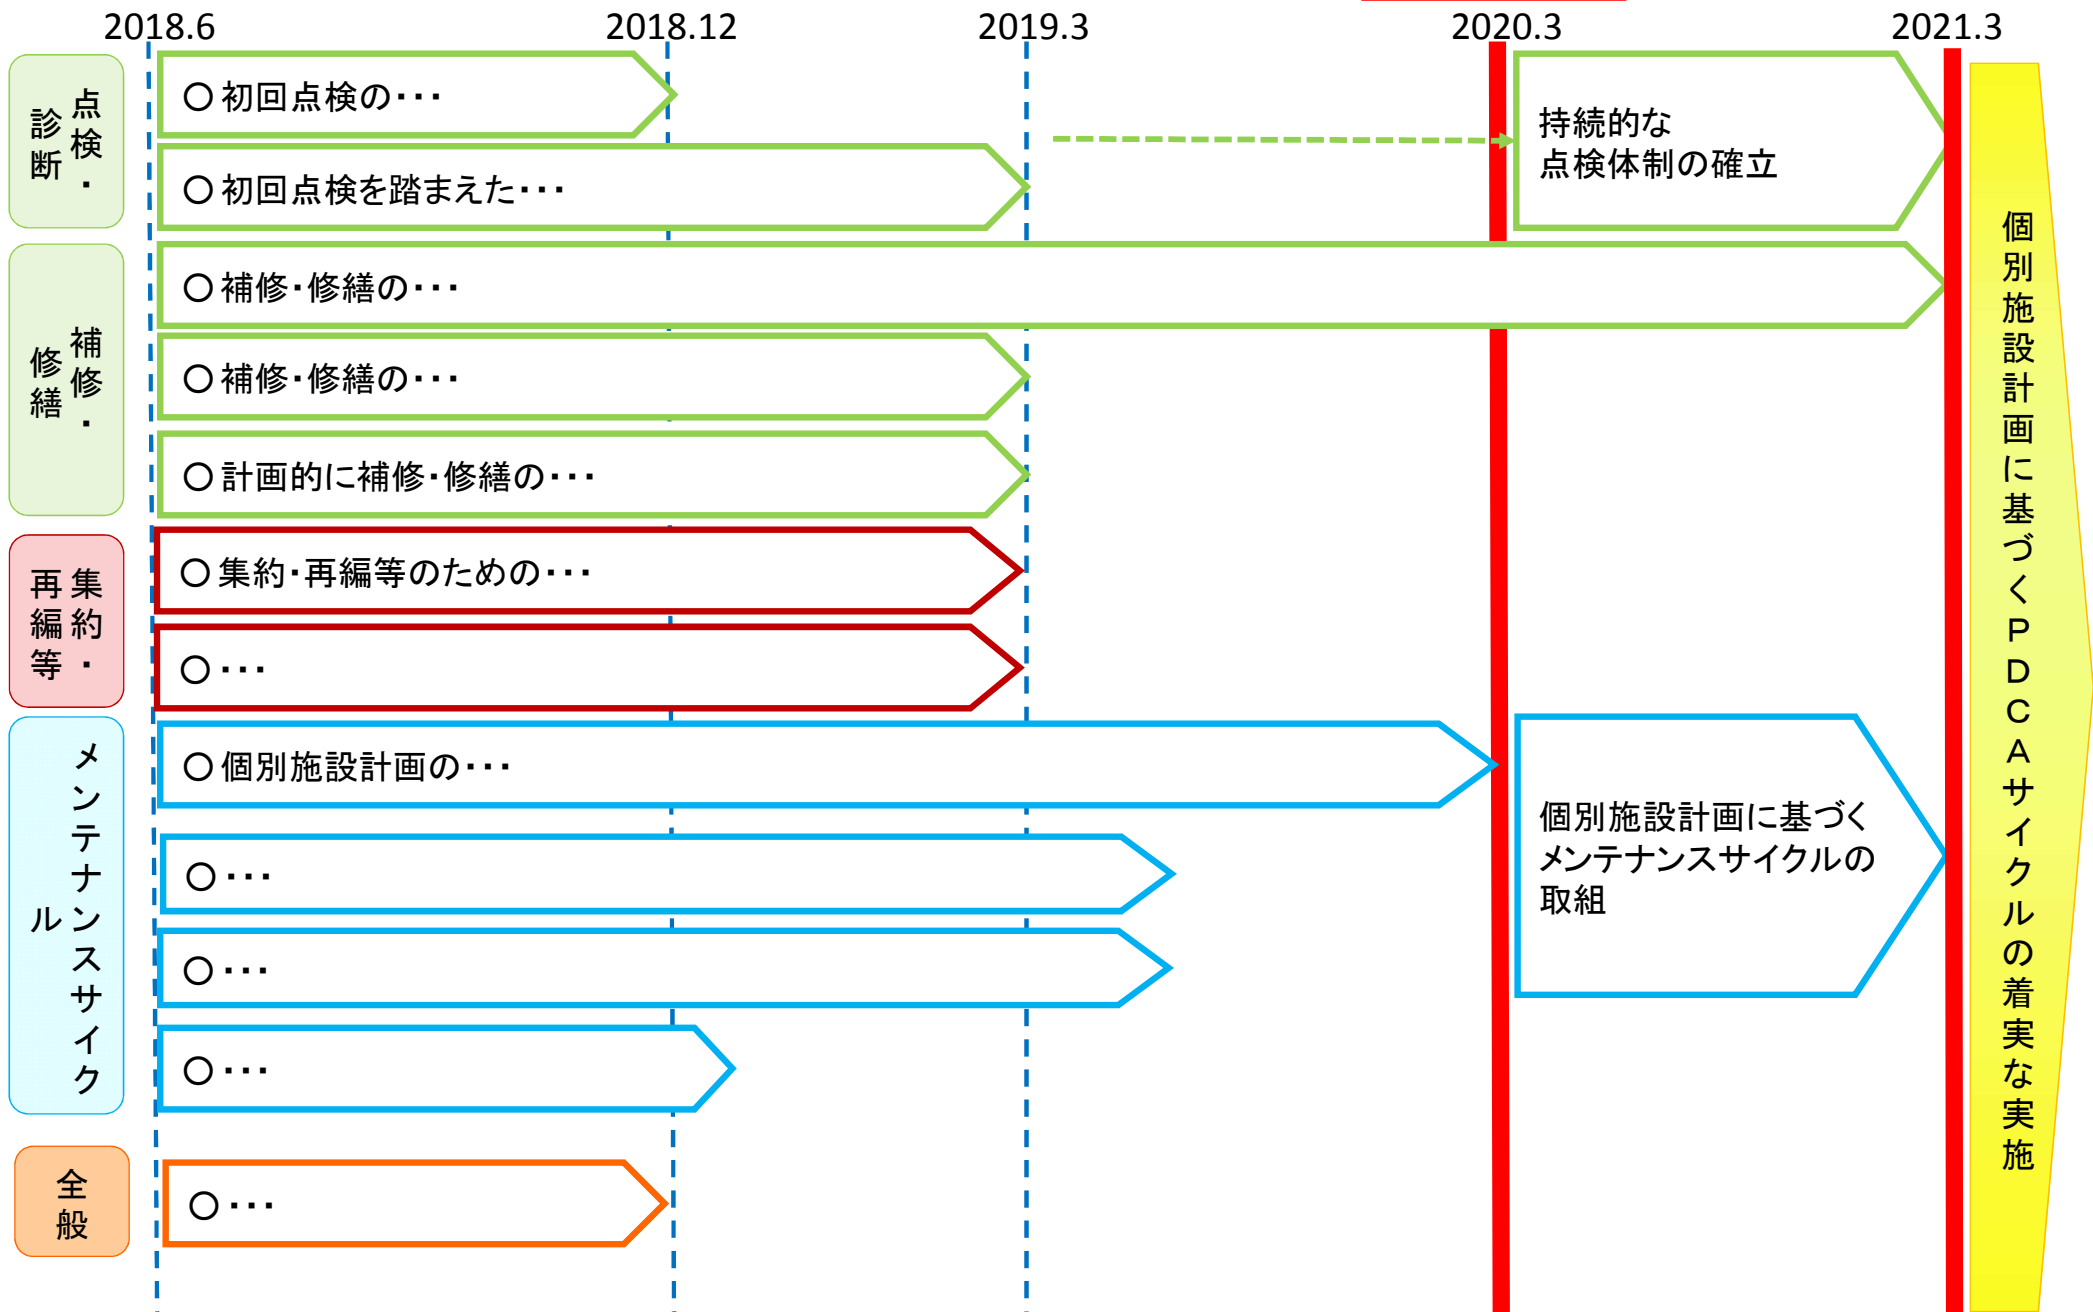 2018.6
2018.12
2019.3
2020.3
2021.3
点検・
診断
〇初回点検の・・・
〇初回点検を踏まえた・・・
持続的な
点検体制の確立
補修・
修繕
〇補修・修繕の・・・
〇補修・修繕の・・・
〇計画的に補修・修繕の・・・
集約・
再編等
〇集約・再編等のための・・・
〇・・・
メンテナンスサイク
ル
〇個別施設計画の・・・
〇・・・
〇・・・
〇・・・
個別施設計画に基づく
メンテナンスサイクルの
取組
全
般
〇・・・
個別施設計画に基づくPDCAサイクルの着実な実施